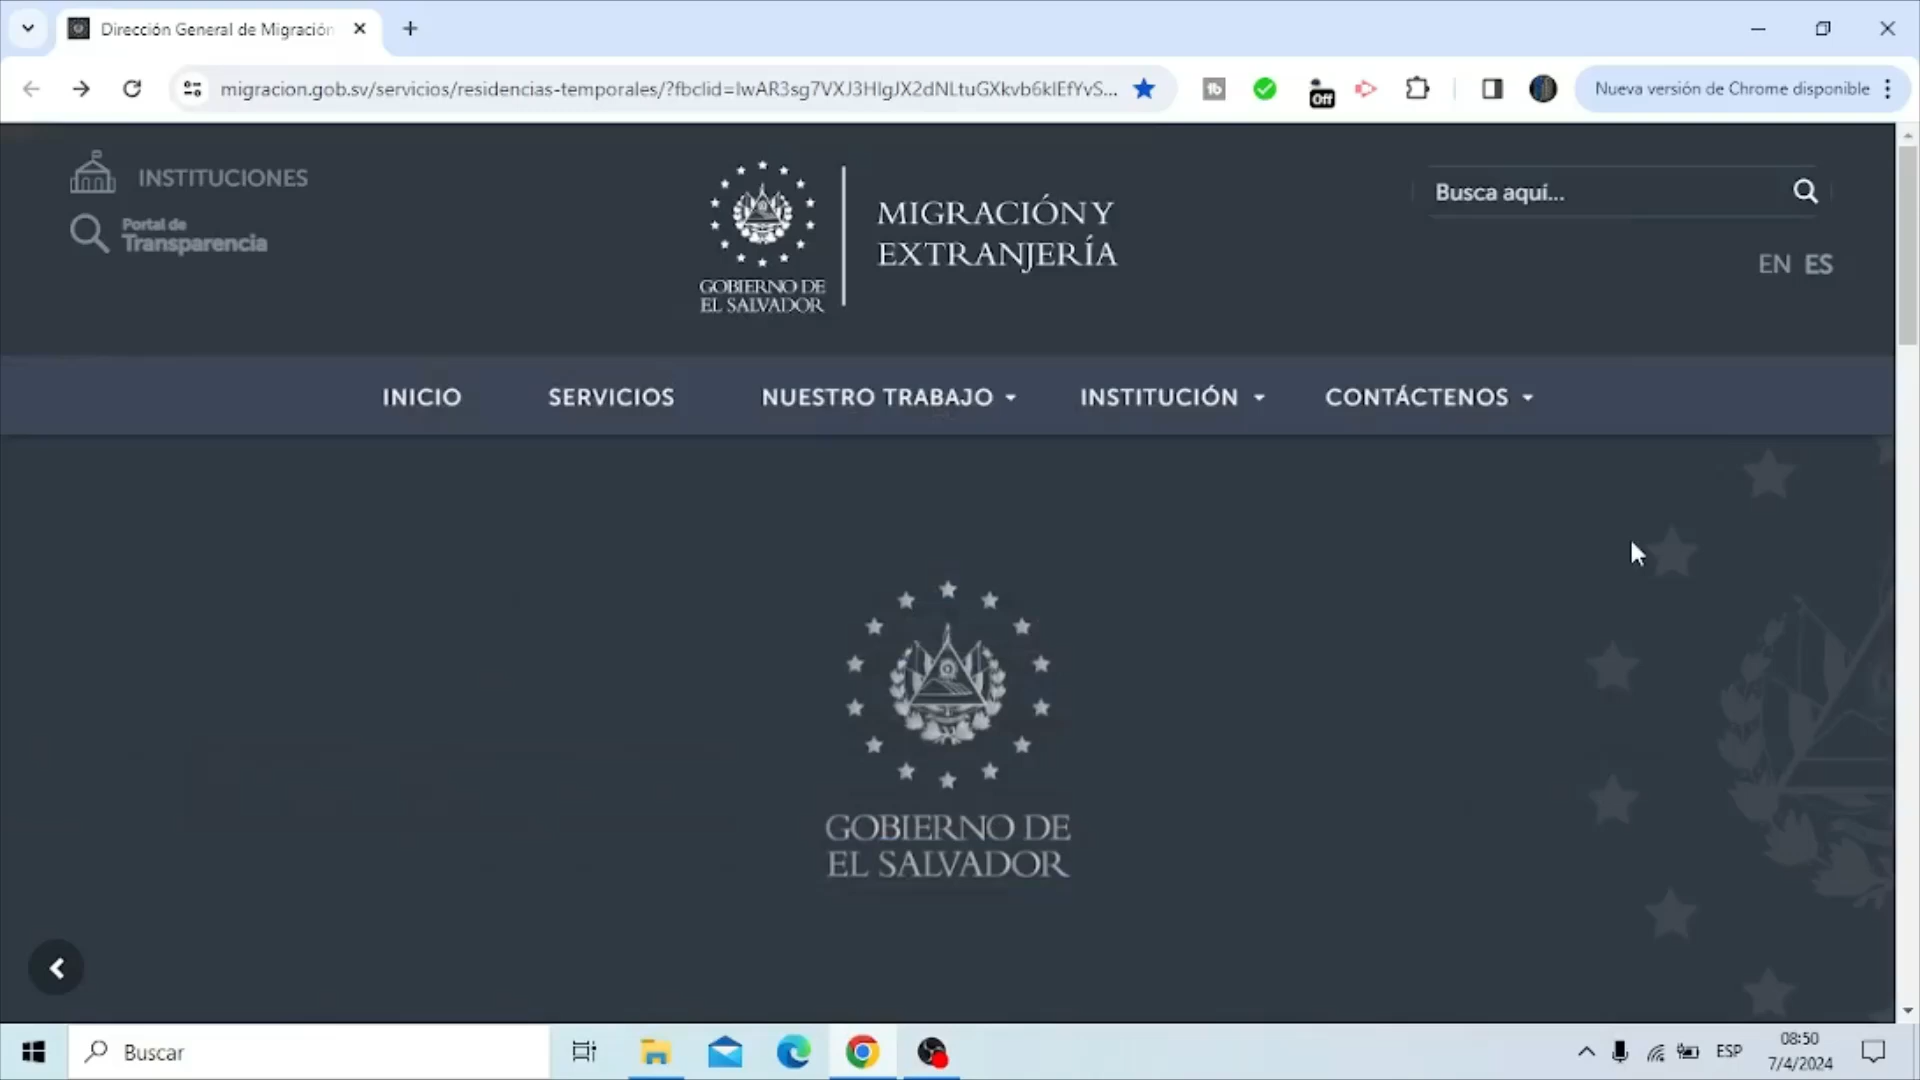 Dirección General de Migración
migracion.gob.sv/servicios/residencias-temporales/?fbclid=IwAR3sg7VXJ3HIgJX2dNLtuGXkvb6kIEfYvS...
Off
Nueva versión de Chrome disponible
INSTITUCIONES
Portal de
Transparencia
GOBIERNO DE
EL SALVADOR
MIGRACIÓN Y
EXTRANJERÍA
Busca aquí...
EN ES
INICIO
SERVICIOS
NUESTRO TRABAJO
INSTITUCIÓN
CONTÁCTENOS
GOBIERNO DE
EL SALVADOR
Buscar
ESP
08:50
7/4/2024